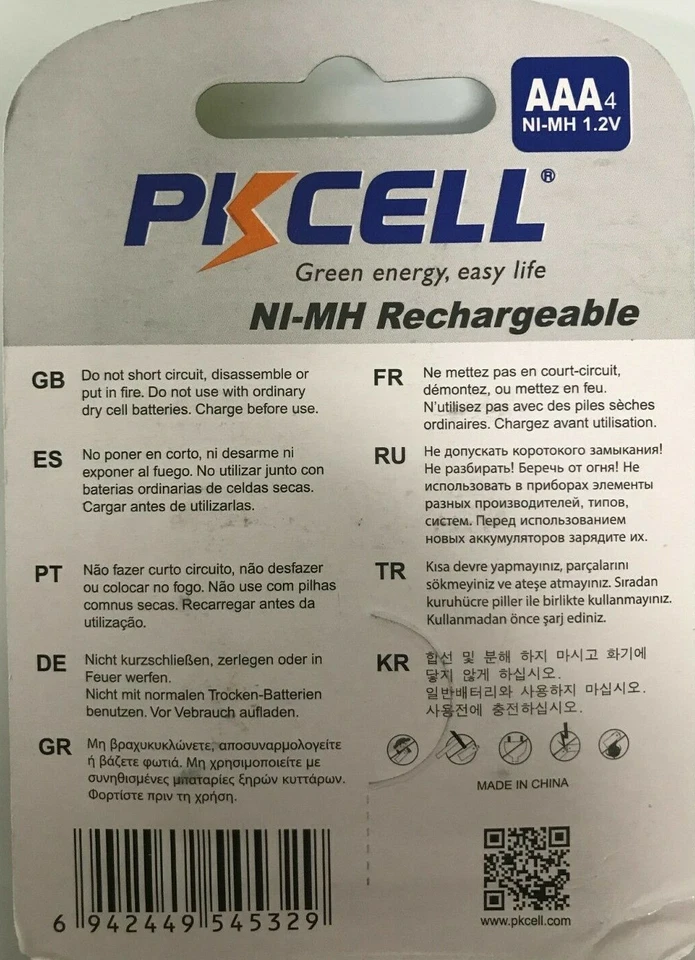 AAA4
NI-MH 1.2V
PKCELL®
Green energy, easy life
NI-MH Rechargeable
GB
Do not short circuit, disassemble or
put in fire. Do not use with ordinary
dry cell batteries. Charge before use.
ES
No poner en corto, ni desarme ni
exponer al fuego. No utilizar junto con
baterias ordinarias de celdas secas.
Cargar antes de utilizarlas.
PT
Não fazer curto circuito, não desfazer
ou colocar no fogo. Não use com pilhas
comnus secas. Recarregar antes da
utilização.
DE
Nicht kurzschließen, zerlegen oder in
Feuer werfen.
Nicht mit normalen Trocken-Batterien
benutzen. Vor Vebrauch aufladen.
GR
Μη βραχυκυκλώνετε, αποσυναρμολογείτε
ή βάζετε φωτιά. Μη χρησιμοποιείτε με
συνηθισμένες μπαταρίες ξηρών κυττάρων.
Φορτίστε πριν τη χρήση.
FR
Ne mettez pas en court-circuit,
démontez, ou mettez en feu.
N'utilisez pas avec des piles sèches
ordinaires. Chargez avant utilisation.
RU
Не допускать коротокого замыкания!
Не разбирать! Беречь от огня! Не
использовать в приборах элементы
разных производителей, типов,
систем. Перед использованием
новых аккумуляторов зарядите их.
TR
Kısa devre yapmayınız, parçalarını
sökmeyiniz ve ateşe atmayınız. Sıradan
kuruhücre piller ile birlikte kullanmayınız.
Kullanmadan önce şarj ediniz.
KR
합선 및 분해 하지 마시고 화기에
닿지 않게 하십시오.
일반배터리와 사용하지 마십시오.
사용전에 충전하십시오.
MADE IN CHINA
6 942449 545329
www.pkcell.com